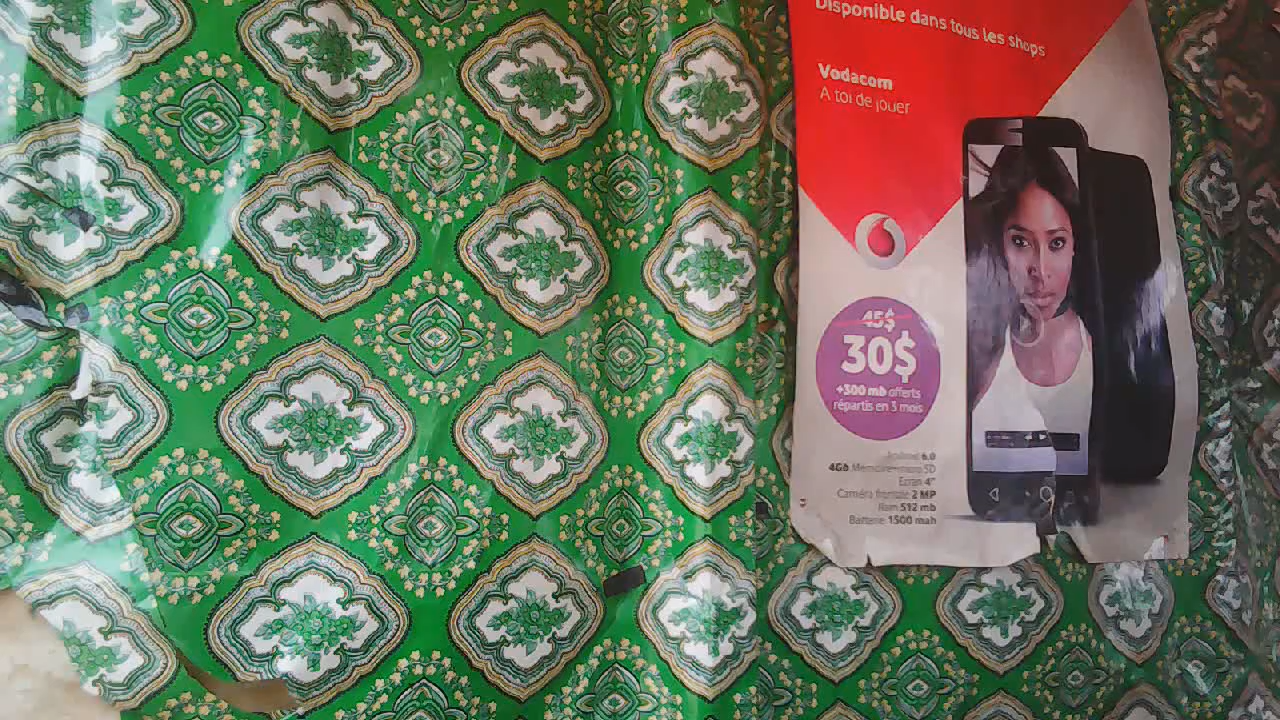 Disponible dans tous les shops
Vodacom
A toi de jouer
45$
30$
+300 mb offerts
répartis en 3 mois
Android 6.0
4Gb Mémoire+micro SD
Ecran 4"
Caméra frontale 2 MP
Ram 512 mb
Batterie 1500 mah